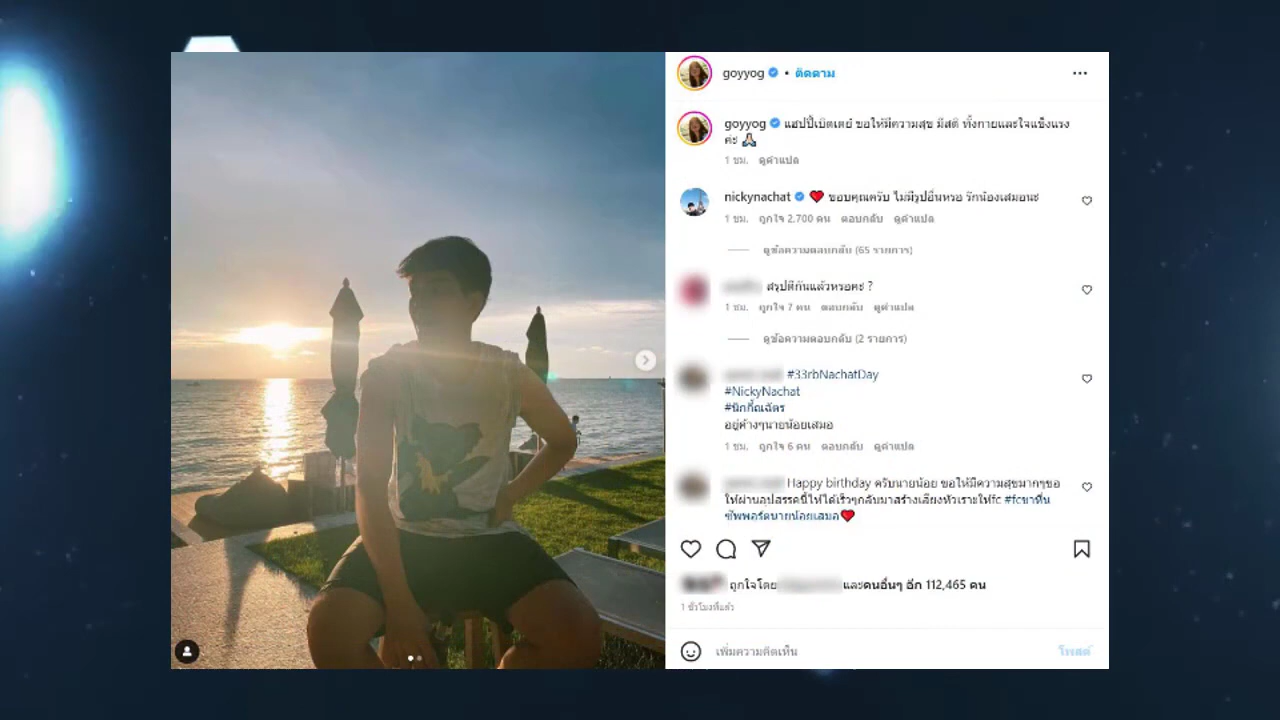 goyyog • ติดตาม
goyyog แฮปปี้เบิตเดย์ ขอให้มีความสุข มีสติ ทั้งกายและใจแข็งแรง
ค่ะ 🙏🏻
1 ชม. ดูคำแปล
nickynachat ❤️ ขอบคุณครับ ไม่มีรูปอื่นหรอ รักน้องเสมอนะ
1 ชม. ถูกใจ 2,700 คน ตอบกลับ ดูคำแปล
ดูข้อความตอบกลับ (65 รายการ)
สรุปดีกันแล้วหรอคะ ?
1 ชม. ถูกใจ 7 คน ตอบกลับ ดูคำแปล
ดูข้อความตอบกลับ (2 รายการ)
#33rbNachatDay
#NickyNachat
#นิกกี้ณฉัตร
อยู่ค้างๆนายน้อยเสมอ
1 ชม. ถูกใจ 6 คน ตอบกลับ ดูคำแปล
Happy birthday ครับนายน้อย ขอให้มีความสุขมากๆขอ
ให้ผ่านอุปสรรคนี้ไปได้เร็วๆกลับมาสร้างเสียงหัวเราะให้fc #fcขาหื่น
ซัพพอร์ตนายน้อยเสมอ❤️
ถูกใจโดย และคนอื่นๆ อีก 112,465 คน
1 ชั่วโมงที่แล้ว
เพิ่มความคิดเห็น
โพสต์